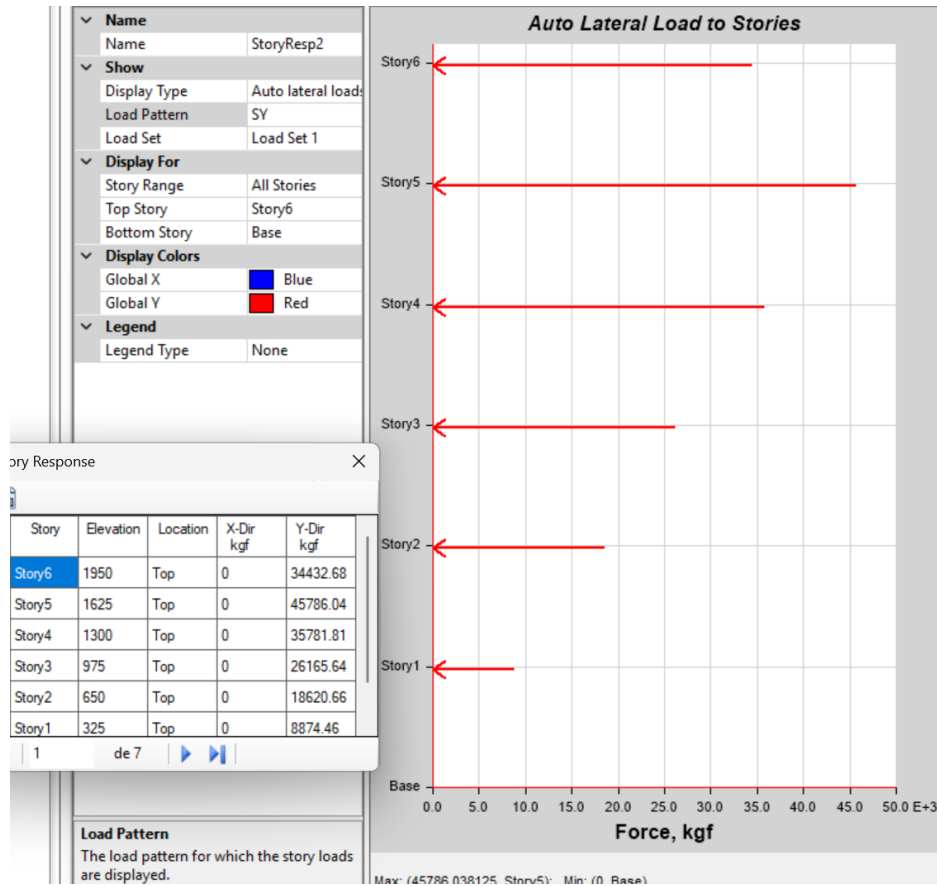 Name
Name StoryResp2
Show
Display Type Auto lateral loads
Load Pattern SY
Load Set Load Set 1
Display For
Story Range All Stories
Top Story Story6
Bottom Story Base
Display Colors
Global X Blue
Global Y Red
Legend
Legend Type None
ory Response
Story Elevation Location X-Dir kgf Y-Dir kgf
Story6 1950 Top 0 34432.68
Story5 1625 Top 0 45786.04
Story4 1300 Top 0 35781.81
Story3 975 Top 0 26165.64
Story2 650 Top 0 18620.66
Story1 325 Top 0 8874.46
1 de 7
Load Pattern
The load pattern for which the story loads
are displayed.
Auto Lateral Load to Stories
Story6
Story5
Story4
Story3
Story2
Story1
Base
0.0 5.0 10.0 15.0 20.0 25.0 30.0 35.0 40.0 45.0 50.0 E+3
Force, kgf
Max: (45786.038125, Story5); Min: (0, Base)